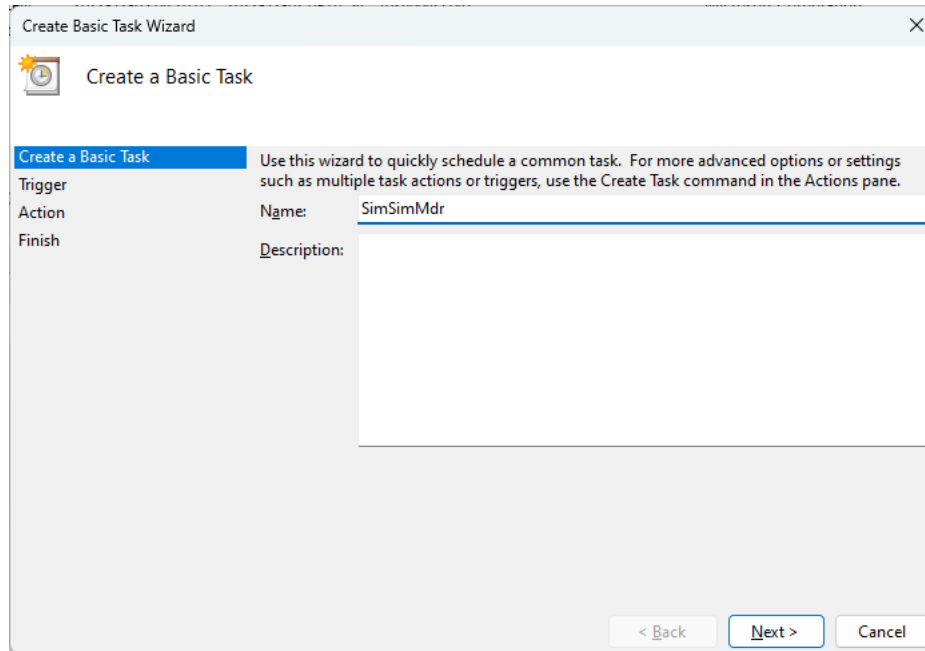 Create Basic Task Wizard
Create a Basic Task
Create a Basic Task
Trigger
Action
Finish
Use this wizard to quickly schedule a common task.  For more advanced options or settings
such as multiple task actions or triggers, use the Create Task command in the Actions pane.
Name:
SimSimMdr
Description:
< Back
Next >
Cancel